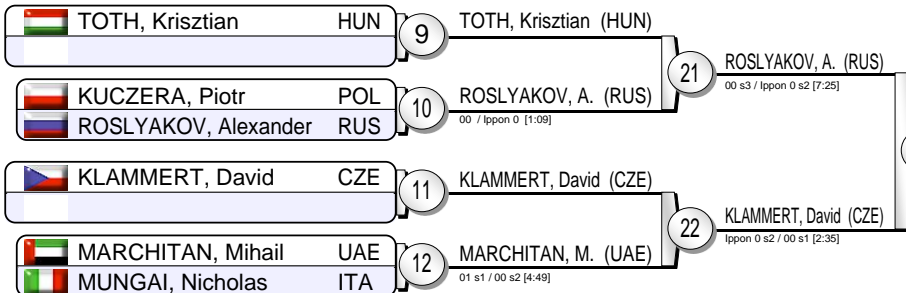 TOTH, Krisztian HUN
9
TOTH, Krisztian (HUN)
KUCZERA, Piotr POL
ROSLYAKOV, Alexander RUS
10
ROSLYAKOV, A. (RUS)
00 / Ippon 0 [1:09]
21
ROSLYAKOV, A. (RUS)
00 s3 / Ippon 0 s2 [7:25]
KLAMMERT, David CZE
11
KLAMMERT, David (CZE)
MARCHITAN, Mihail UAE
MUNGAI, Nicholas ITA
12
MARCHITAN, M. (UAE)
01 s1 / 00 s2 [4:49]
22
KLAMMERT, David (CZE)
Ippon 0 s2 / 00 s1 [2:35]